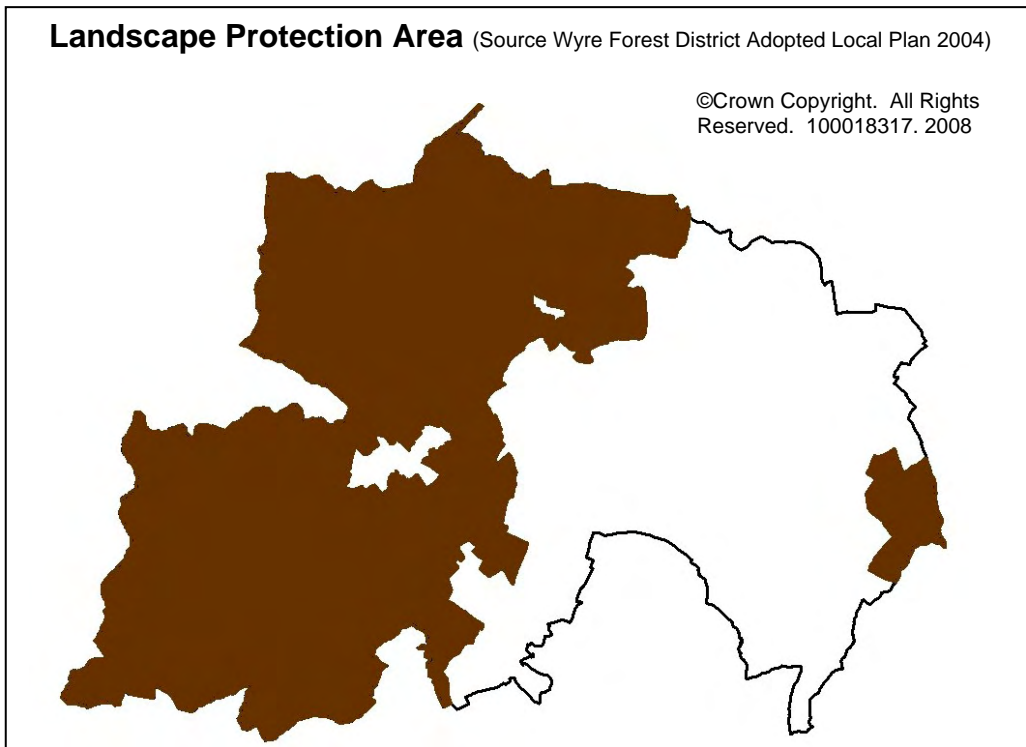 Landscape Protection Area (Source Wyre Forest District Adopted Local Plan 2004)
©Crown Copyright. All Rights
Reserved. 100018317. 2008